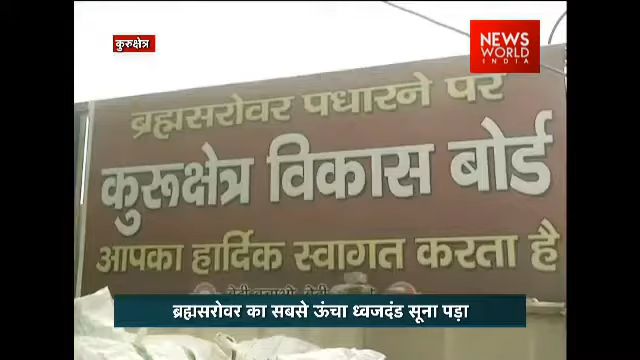 कुरुक्षेत्र
NEWS
WORLD
INDIA
ब्रह्मसरोवर पधारने पर
कुरूक्षेत्र विकास बोर्ड
आपका हार्दिक स्वागत करता है
ब्रह्मसरोवर का सबसे ऊंचा ध्वजदंड सूना पड़ा